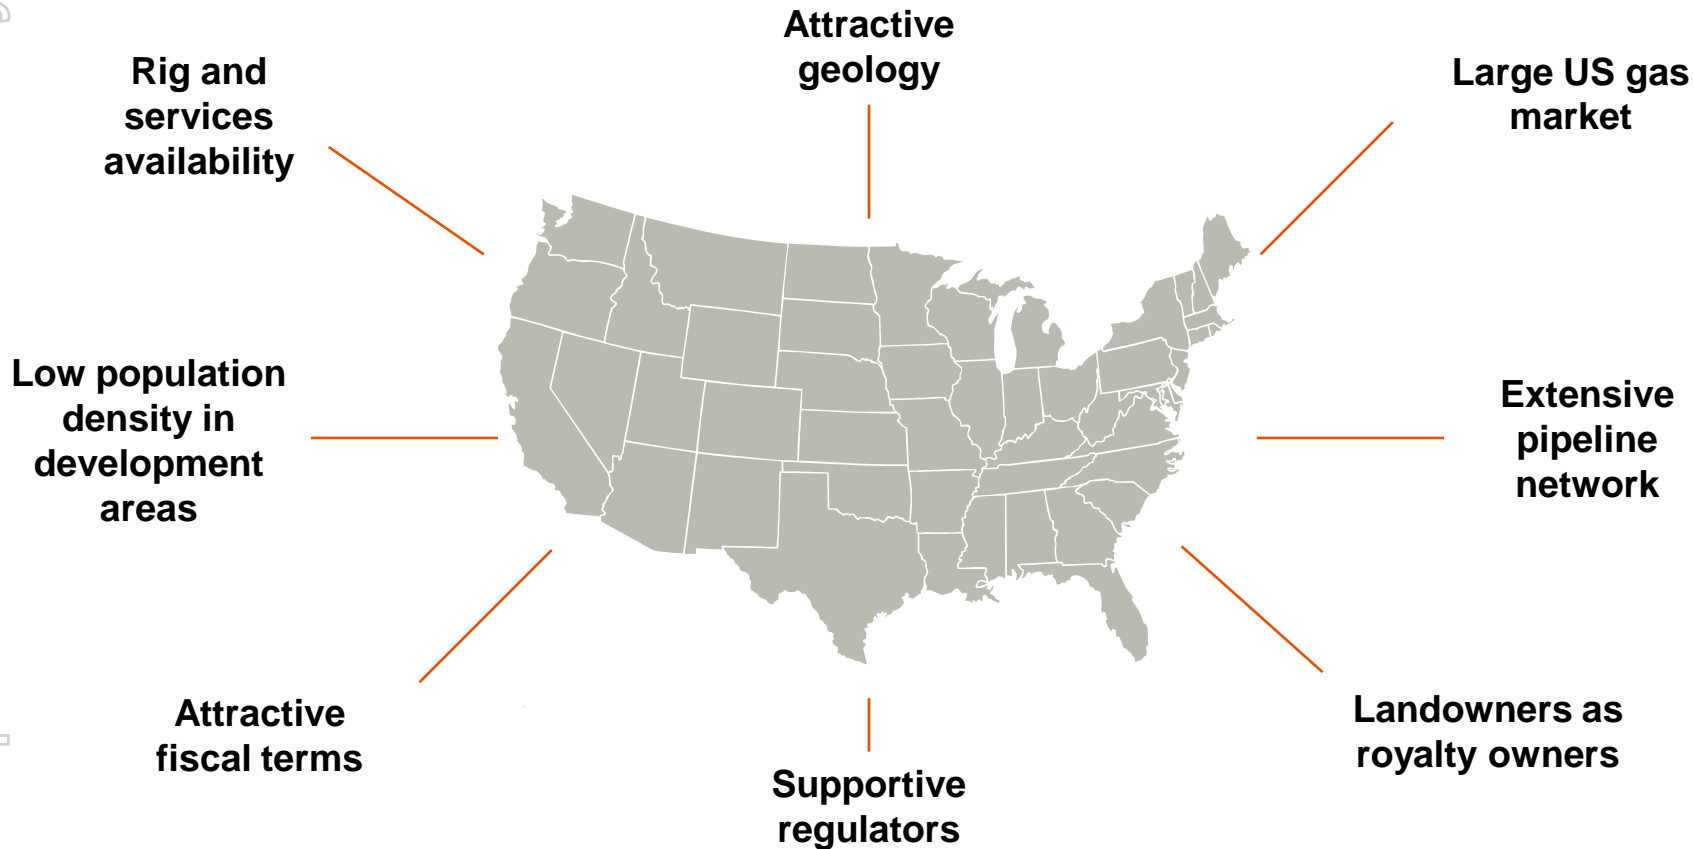 Attractive
geology
Rig and
services
availability
Large US gas
market
Low population
density in
development
areas
Extensive
pipeline
network
Attractive
fiscal terms
Landowners as
royalty owners
Supportive
regulators